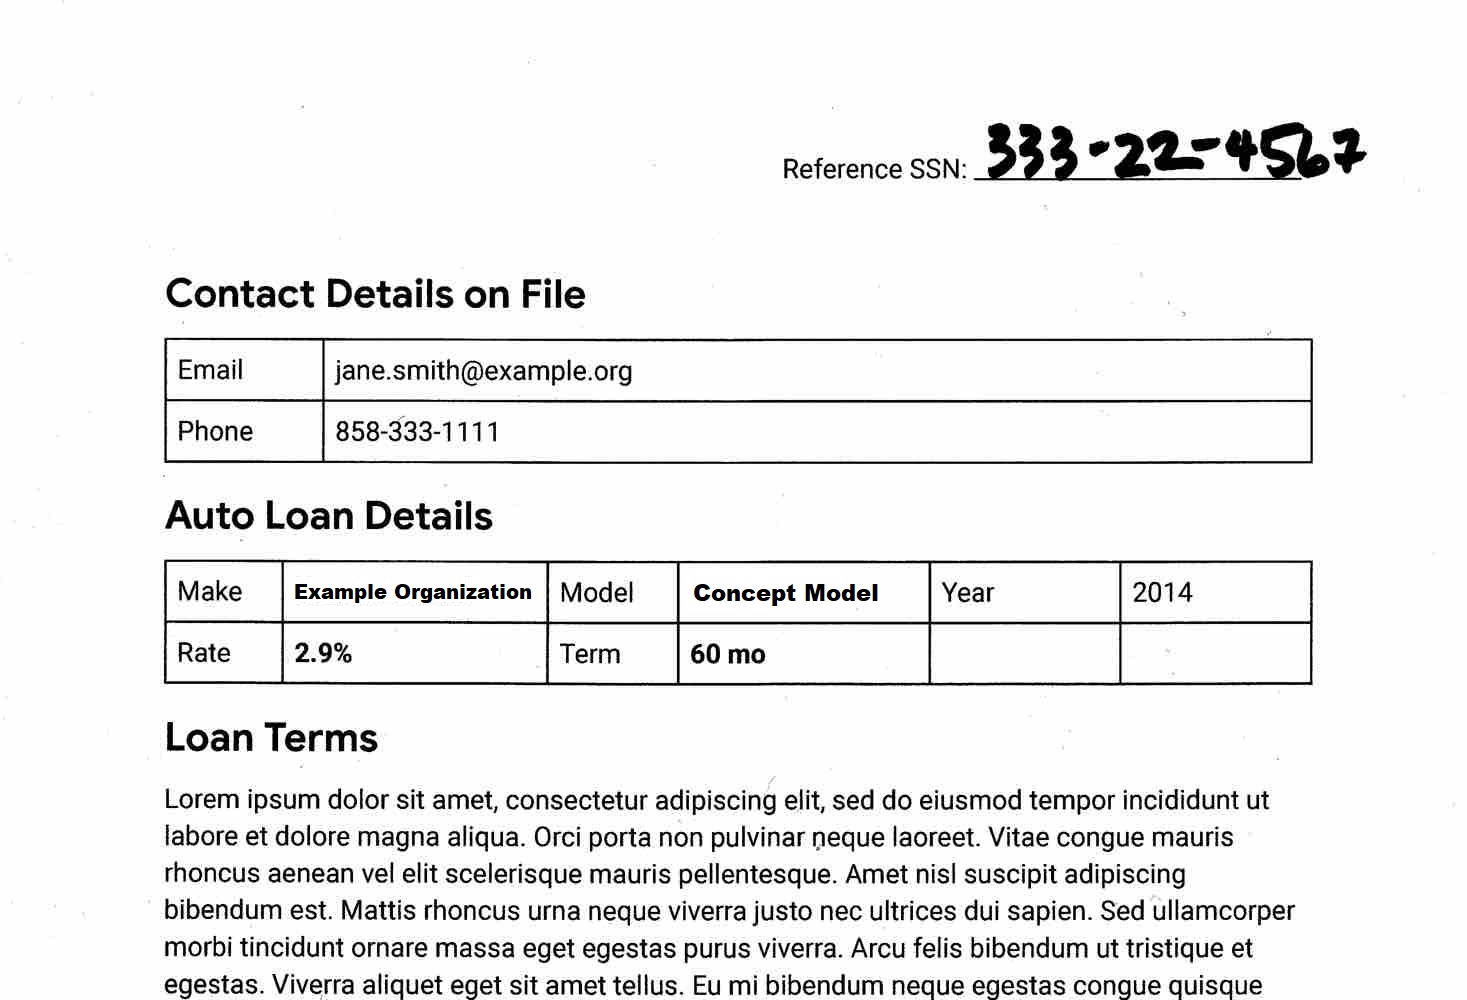 Reference SSN: 333-22-4567
Contact Details on File
Email jane.smith@example.org
Phone 858-333-1111
Auto Loan Details
Make Example Organization Model Concept Model Year 2014
Rate 2.9% Term 60 mo
Loan Terms
Lorem ipsum dolor sit amet, consectetur adipiscing elit, sed do eiusmod tempor incididunt ut
labore et dolore magna aliqua. Orci porta non pulvinar neque laoreet. Vitae congue mauris
rhoncus aenean vel elit scelerisque mauris pellentesque. Amet nisl suscipit adipiscing
bibendum est. Mattis rhoncus urna neque viverra justo nec ultrices dui sapien. Sed ullamcorper
morbi tincidunt ornare massa eget egestas purus viverra. Arcu felis bibendum ut tristique et
egestas. Viverra aliquet eget sit amet tellus. Eu mi bibendum neque egestas congue quisque